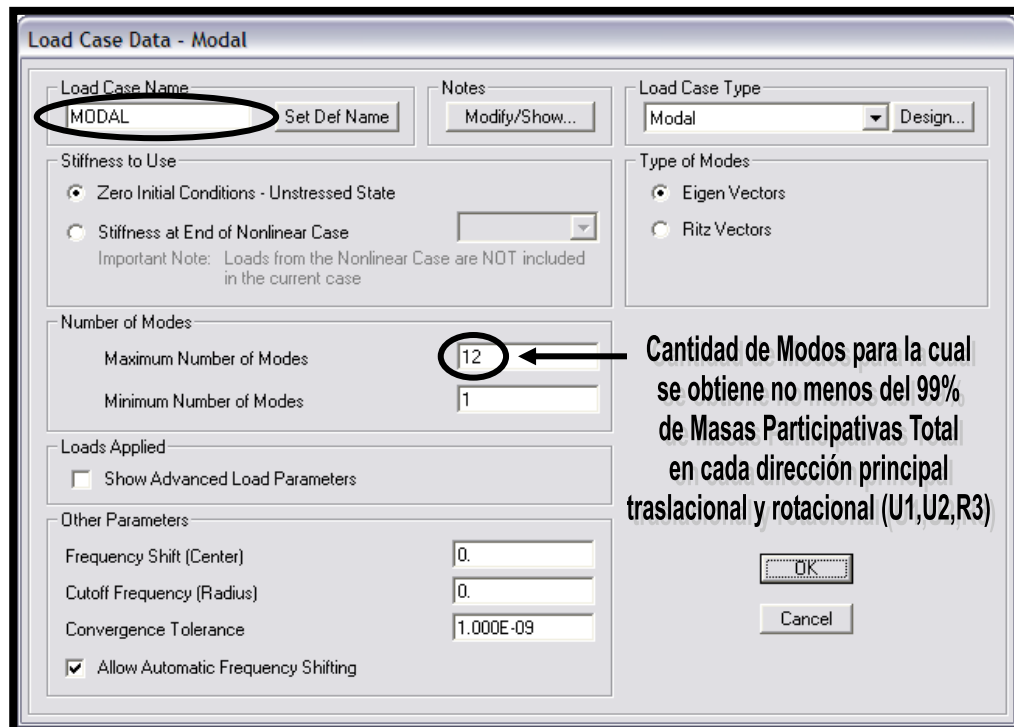 Load Case Data - Modal
Load Case Name
MODAL
Set Def Name
Notes
Modify/Show...
Load Case Type
Modal
Design...
Stiffness to Use
Zero Initial Conditions - Unstressed State
Stiffness at End of Nonlinear Case
Important Note: Loads from the Nonlinear Case are NOT included
in the current case
Type of Modes
Eigen Vectors
Ritz Vectors
Number of Modes
Maximum Number of Modes
12
Minimum Number of Modes
1
Cantidad de Modos para la cual
se obtiene no menos del 99%
de Masas Participativas Total
en cada dirección principal
traslacional y rotacional (U1,U2,R3)
Loads Applied
Show Advanced Load Parameters
Other Parameters
Frequency Shift (Center)
0.
Cutoff Frequency (Radius)
0.
Convergence Tolerance
1.000E-09
Allow Automatic Frequency Shifting
OK
Cancel